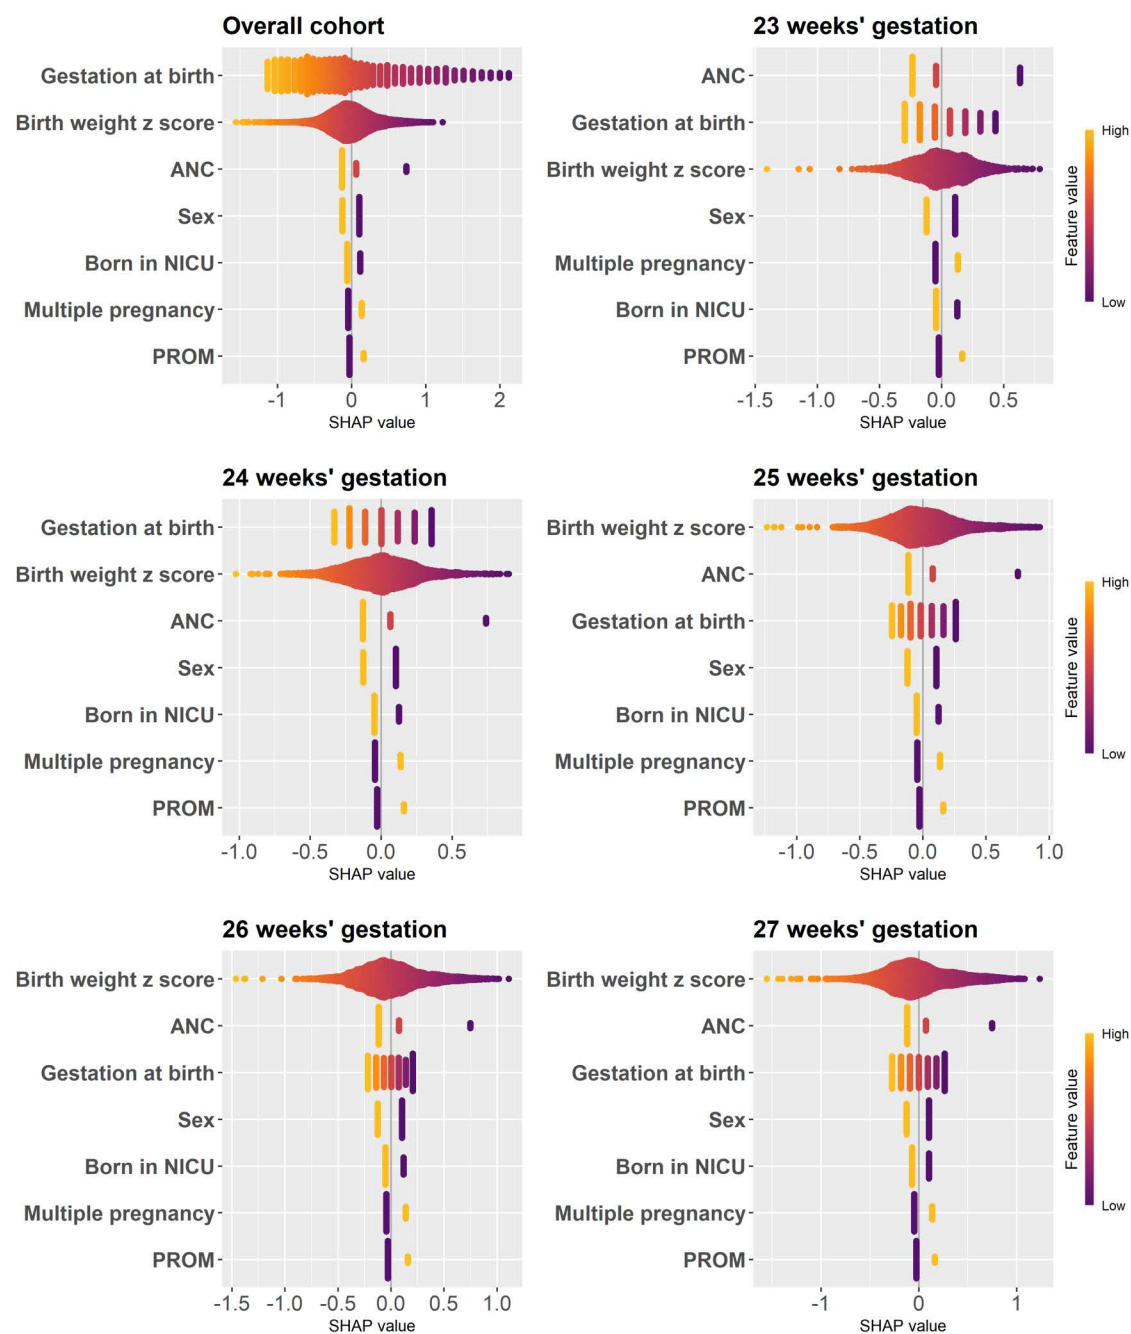 Overall cohort
Gestation at birth
Birth weight z score
ANC
Sex
Born in NICU
Multiple pregnancy
PROM
-1 0 1 2
SHAP value
23 weeks' gestation
ANC
Gestation at birth
Birth weight z score
Sex
Multiple pregnancy
Born in NICU
PROM
-1.5 -1.0 -0.5 0.0 0.5
SHAP value
High
Feature value
Low
24 weeks' gestation
Gestation at birth
Birth weight z score
ANC
Sex
Born in NICU
Multiple pregnancy
PROM
-1.0 -0.5 0.0 0.5
SHAP value
25 weeks' gestation
Birth weight z score
ANC
Gestation at birth
Sex
Born in NICU
Multiple pregnancy
PROM
-1.0 -0.5 0.0 0.5 1.0
SHAP value
High
Feature value
Low
26 weeks' gestation
Birth weight z score
ANC
Gestation at birth
Sex
Born in NICU
Multiple pregnancy
PROM
-1.5 -1.0 -0.5 0.0 0.5 1.0
SHAP value
27 weeks' gestation
Birth weight z score
ANC
Gestation at birth
Sex
Born in NICU
Multiple pregnancy
PROM
-1 0 1
SHAP value
High
Feature value
Low